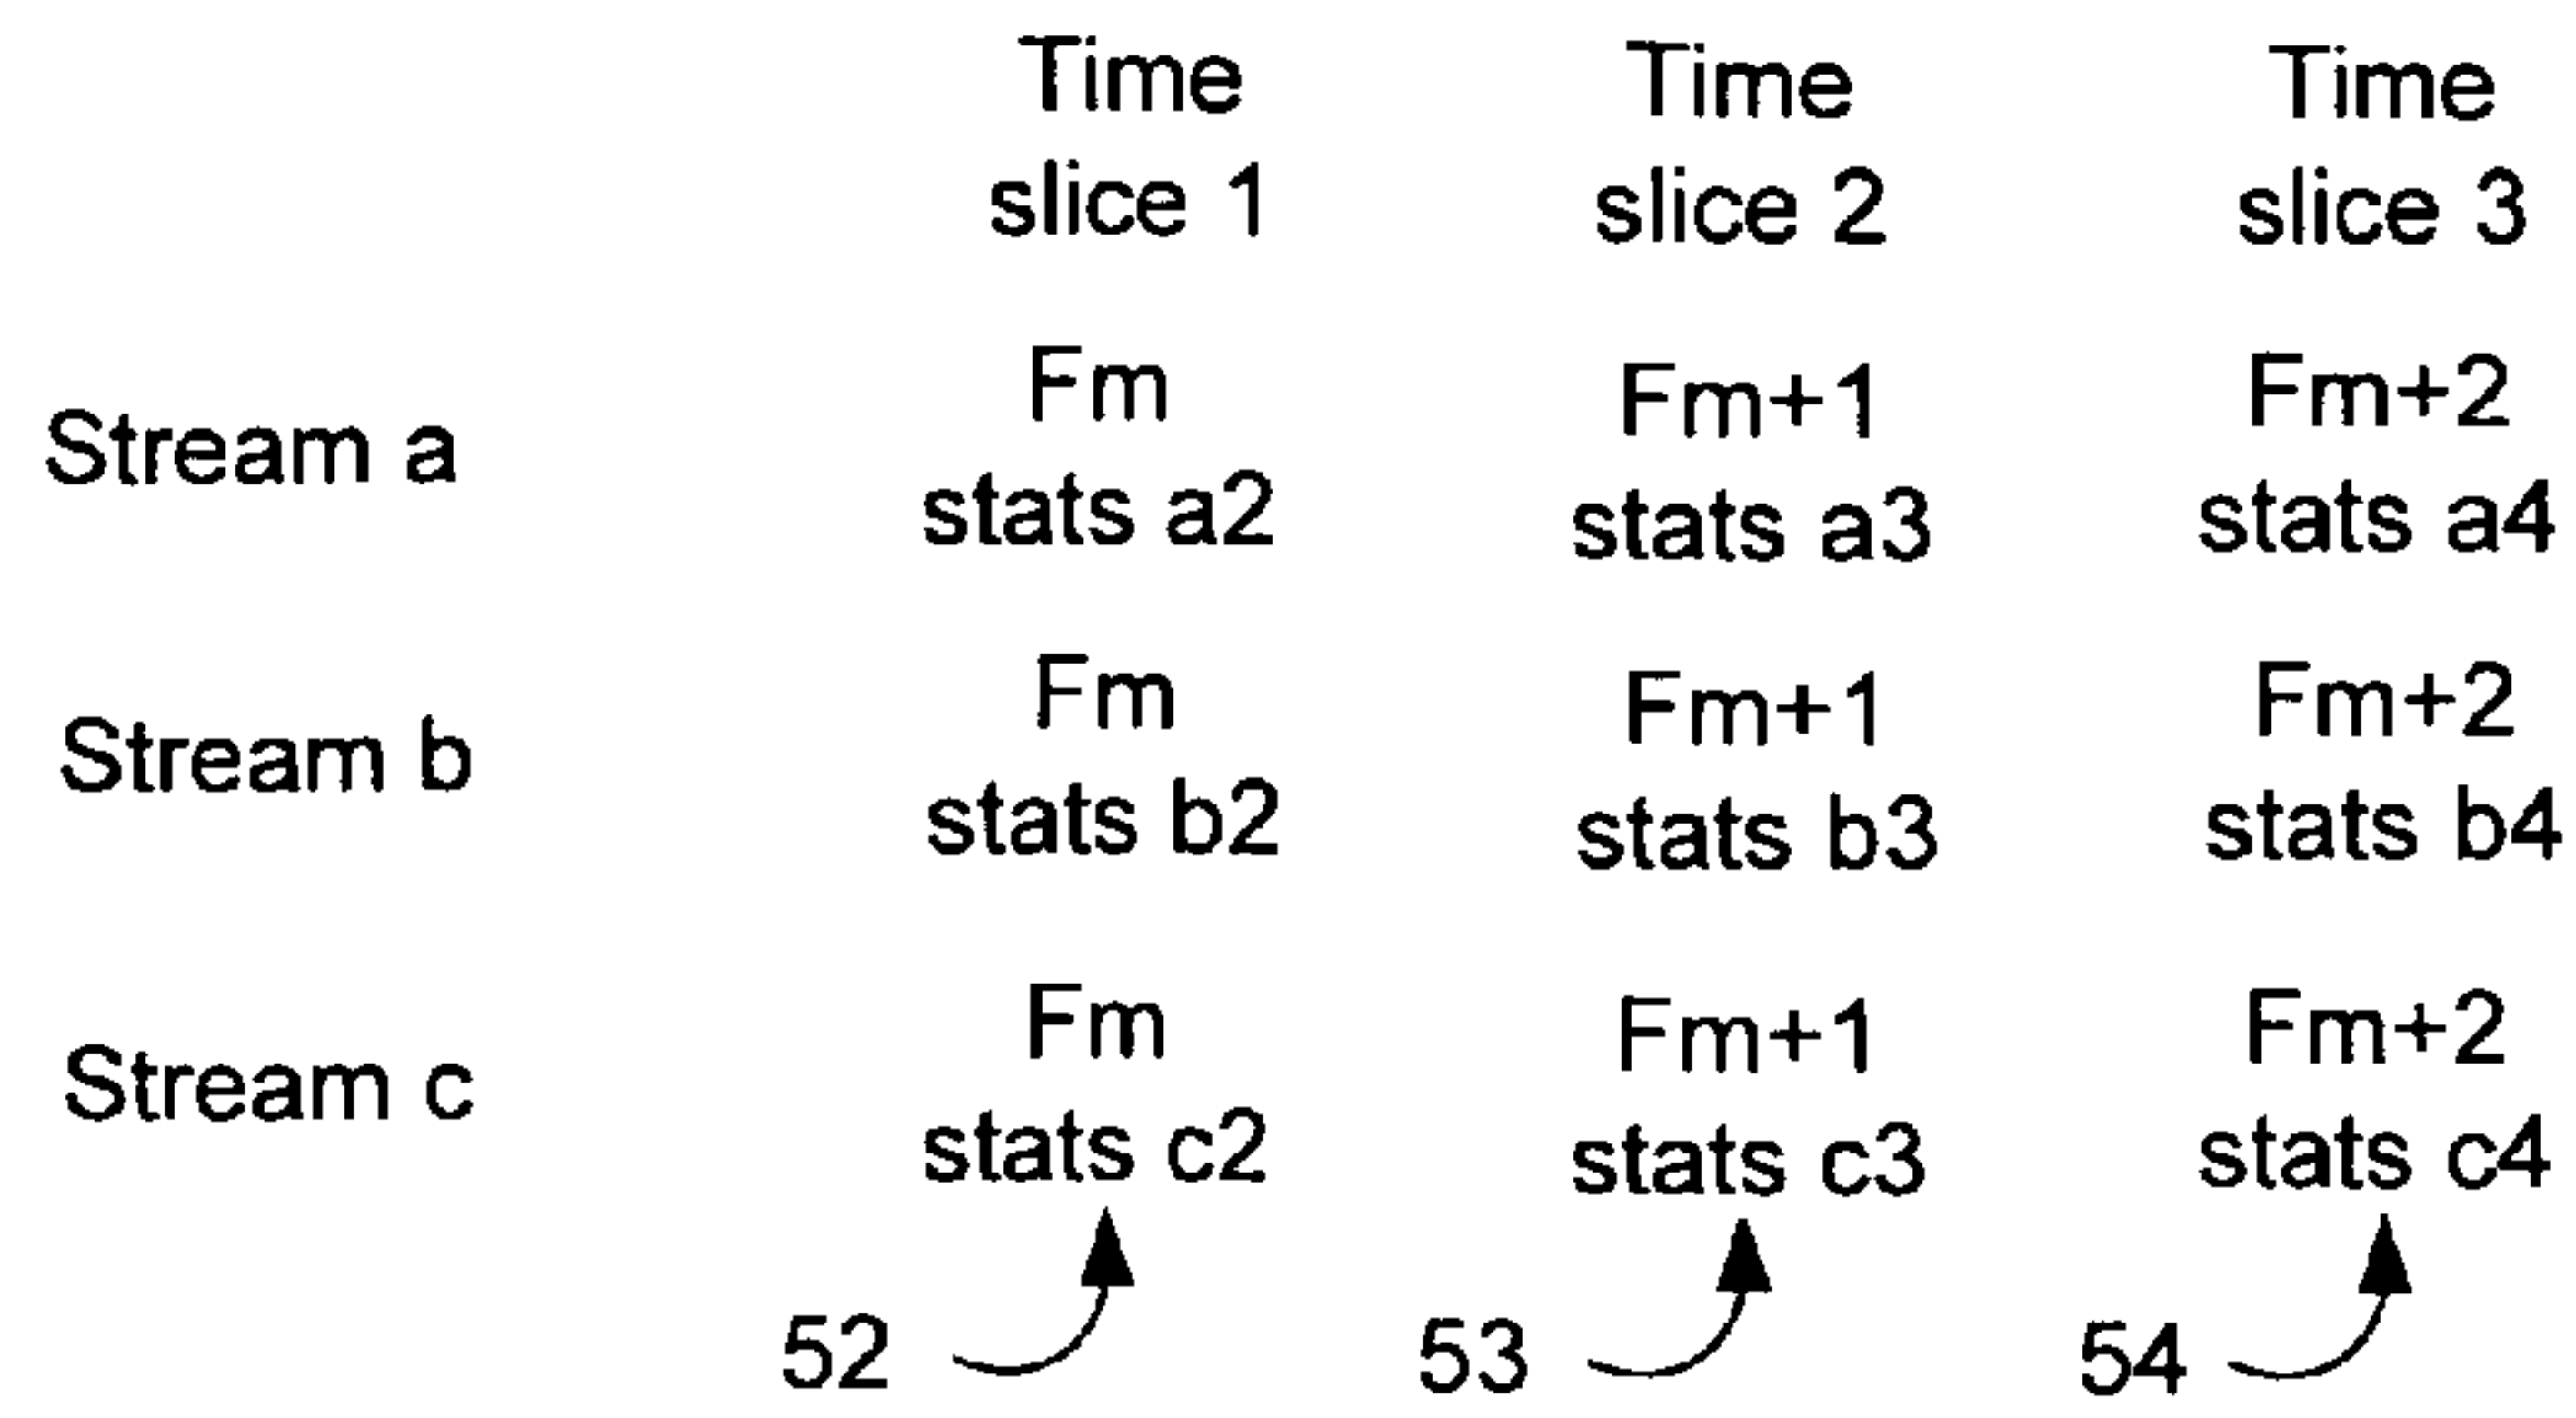 Time Time Time
slice 1 slice 2 slice 3
Fm Fm+1 Fm+2
Stream a
stats a2 stats a3 stats a4
Fm Fm+1 Fm+2
Stream b
stats b2 stats b3 stats b4
Fm Fm+1 Fm+2
Stream c
stats c2 stats c3 stats c4
52 53 54